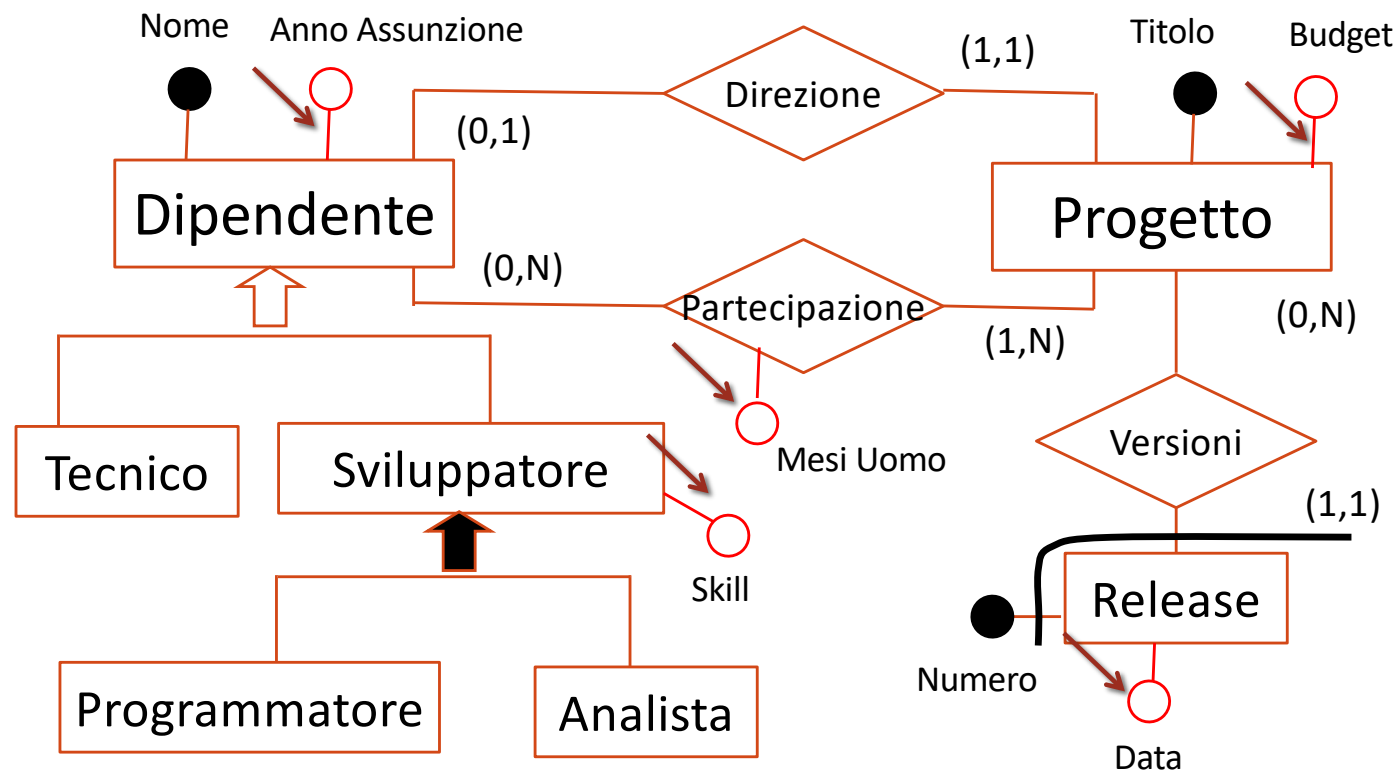 Nome
Anno Assunzione
Titolo
Budget
(1,1)
Direzione
(0,1)
Dipendente
Progetto
(0,N)
Partecipazione
(1,N)
(0,N)
Tecnico
Sviluppatore
Mesi Uomo
Versioni
(1,1)
Skill
Release
Numero
Programmatore
Analista
Data